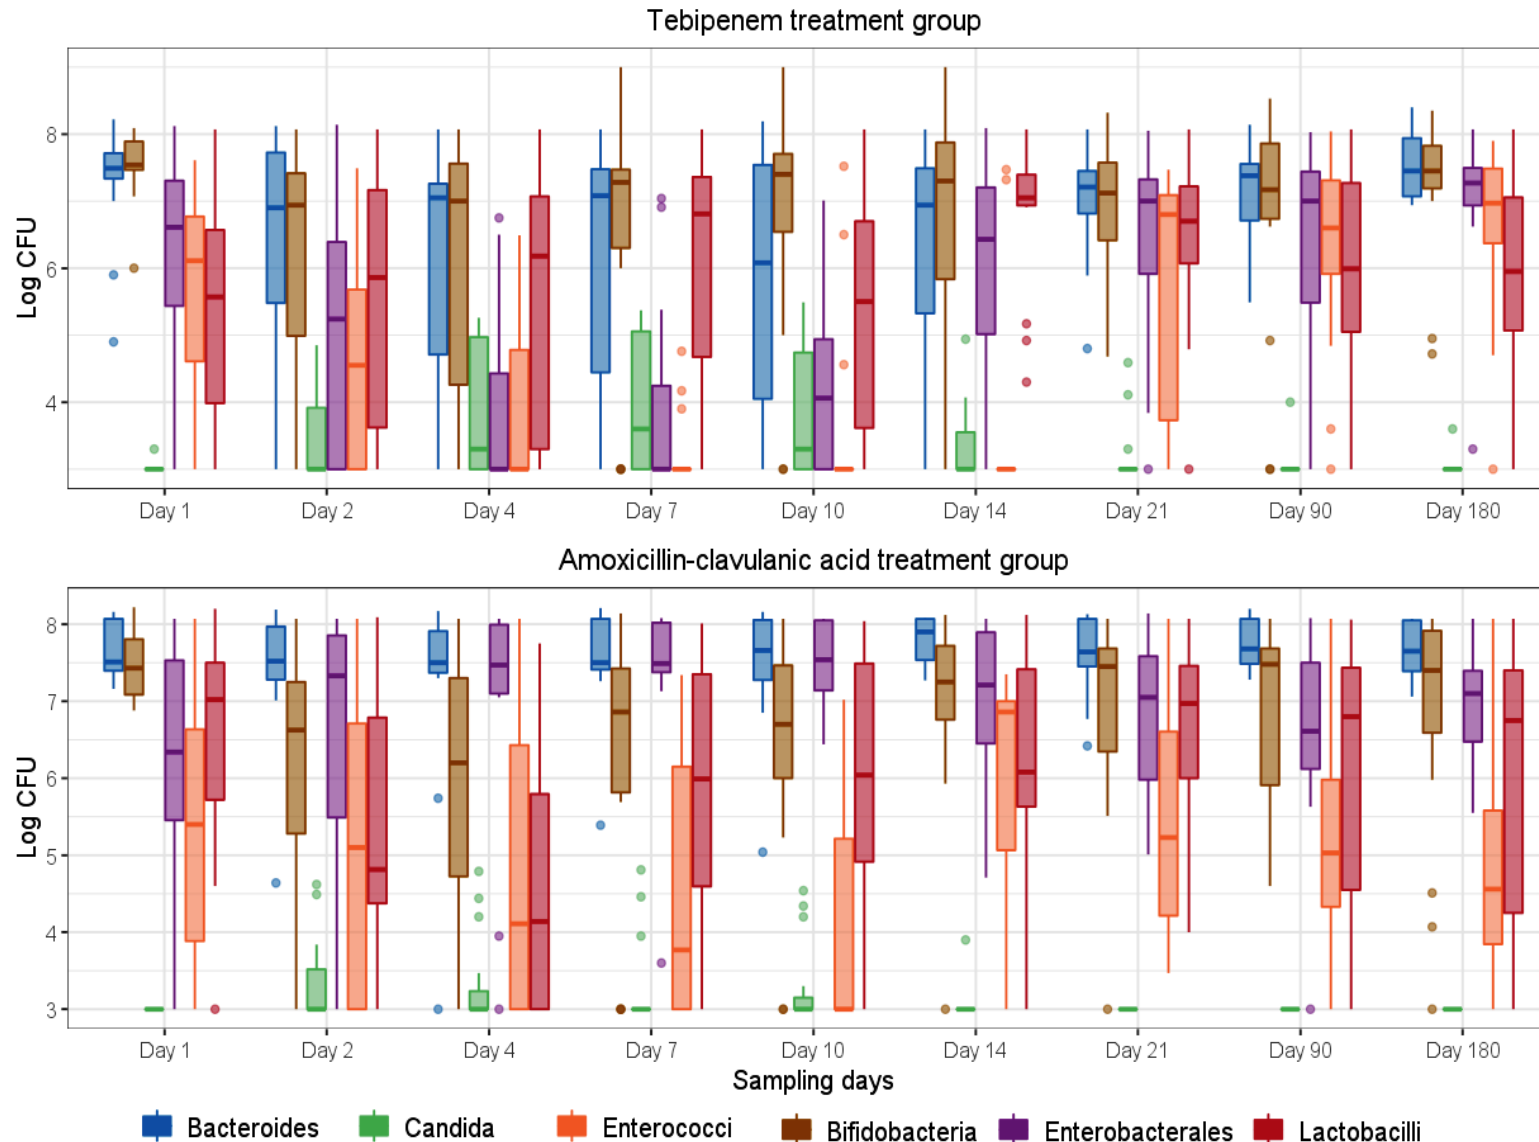 Tebipenem treatment group
8
6
4
Log CFU
Day 1 Day 2 Day 4 Day 7 Day 10 Day 14 Day 21 Day 90 Day 180
Amoxicillin-clavulanic acid treatment group
8
7
6
5
4
3
Log CFU
Day 1 Day 2 Day 4 Day 7 Day 10 Day 14 Day 21 Day 90 Day 180
Sampling days
Bacteroides Candida Enterococci Bifidobacteria Enterobacterales Lactobacilli